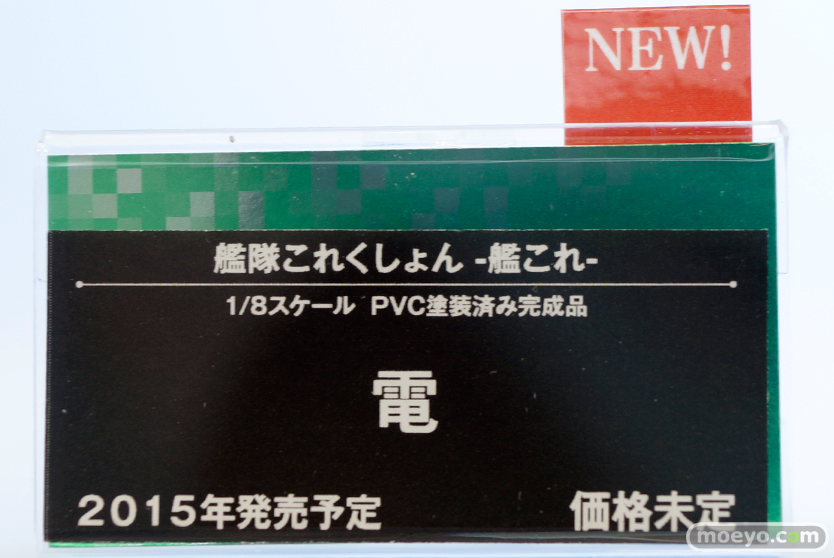 NEW!
艦隊これくしょん -艦これ-
1/8スケール PVC塗装済み完成品
電
2015年発売予定 価格未定
moeyo.com